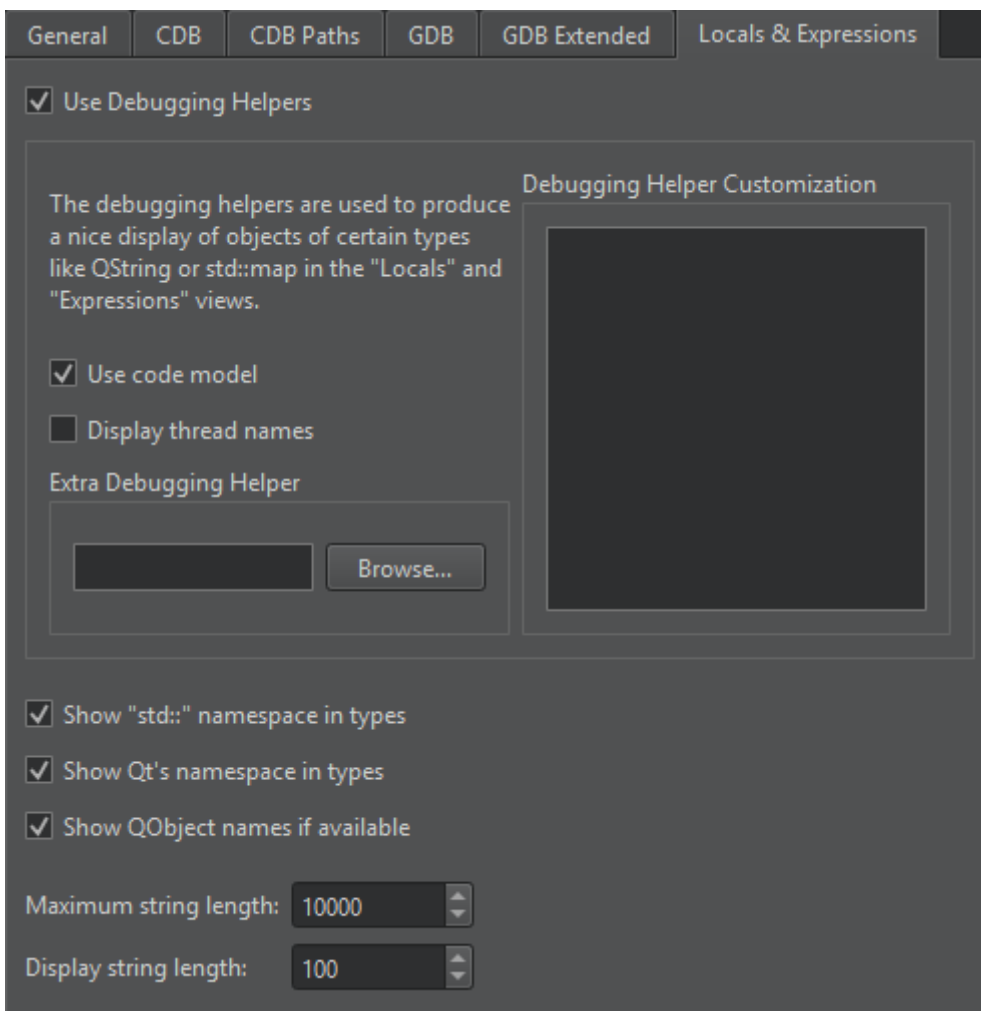 General CDB CDB Paths GDB GDB Extended Locals & Expressions
Use Debugging Helpers
The debugging helpers are used to produce
a nice display of objects of certain types
like QString or std::map in the "Locals" and
"Expressions" views.
Use code model
Display thread names
Extra Debugging Helper
Browse...
Debugging Helper Customization
Show "std::" namespace in types
Show Qt's namespace in types
Show QObject names if available
Maximum string length: 10000
Display string length: 100